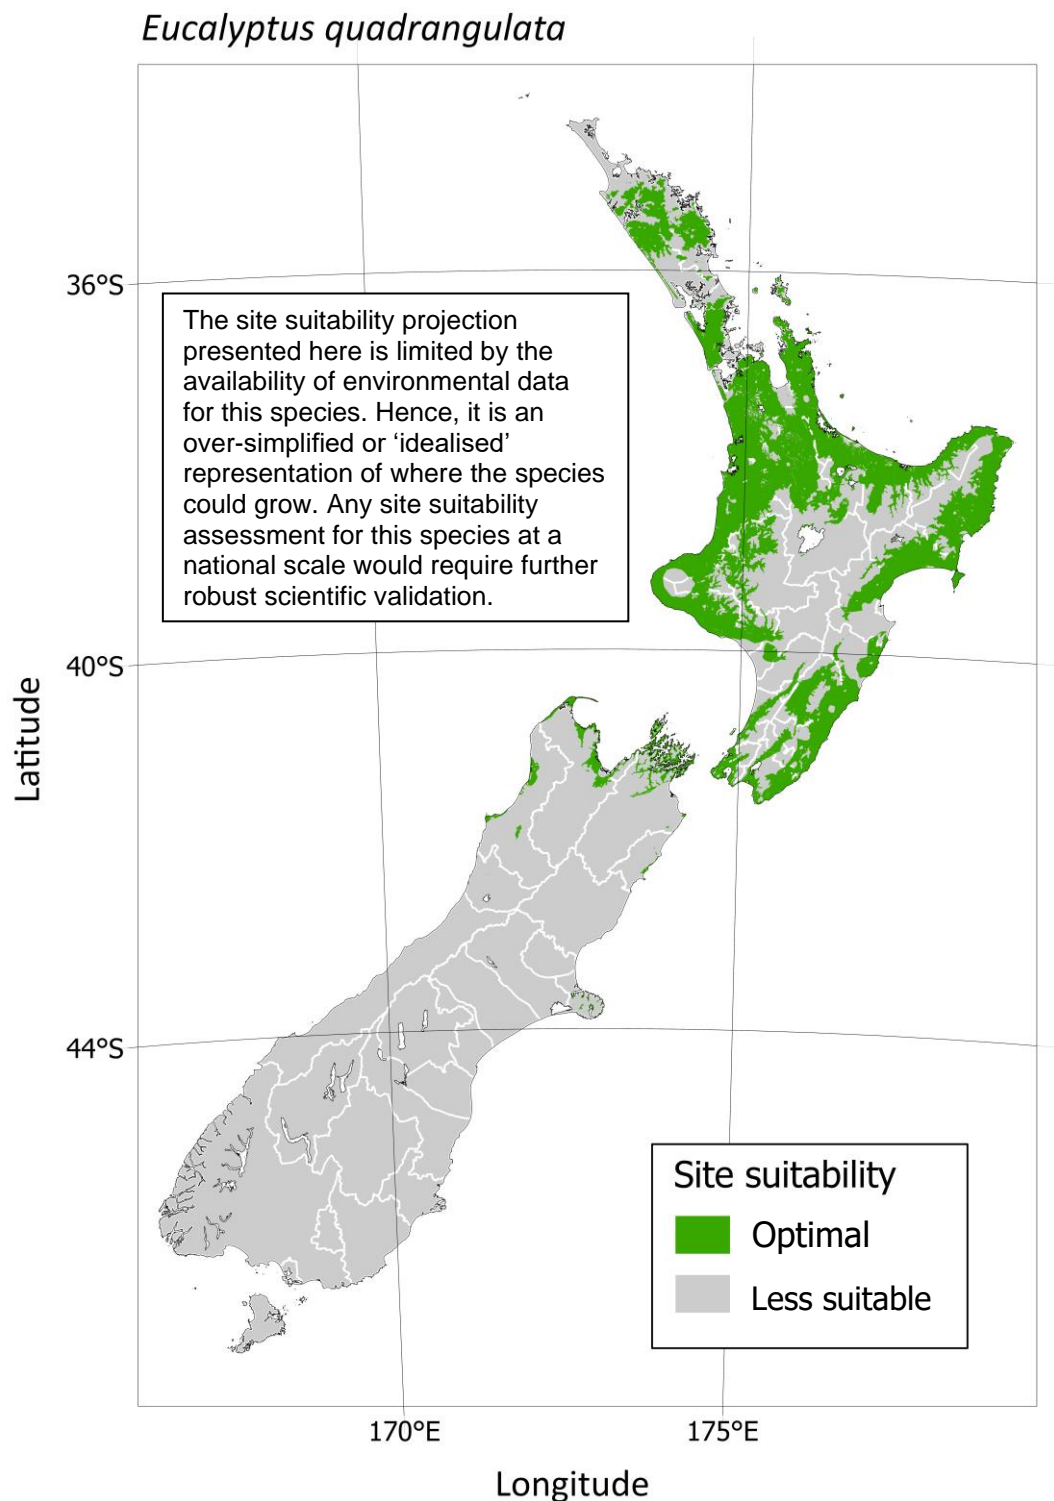 Eucalyptus quadrangulata
36°S
The site suitability projection
presented here is limited by the
availability of environmental data
for this species. Hence, it is an
over-simplified or ‘idealised’
representation of where the species
could grow. Any site suitability
assessment for this species at a
national scale would require further
robust scientific validation.
40°S
Latitude
44°S
Site suitability
Optimal
Less suitable
170°E
175°E
Longitude